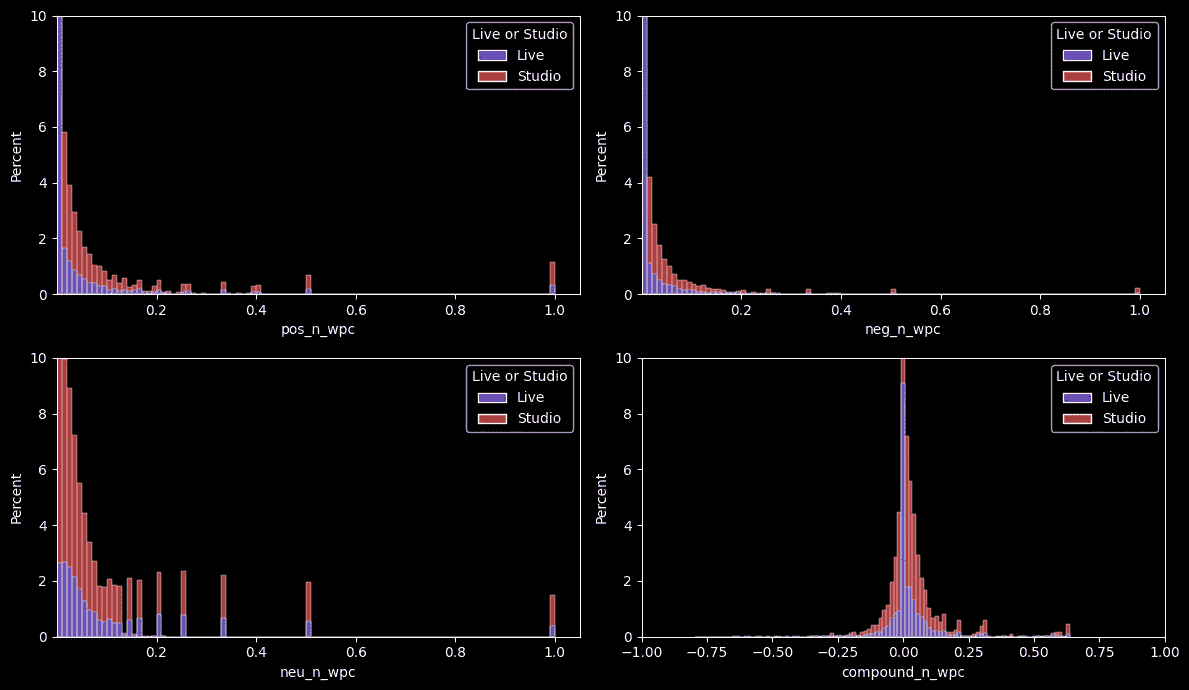 10
8
6
4
2
0
Percent
0.2 0.4 0.6 0.8 1.0
pos_n_wpc
Live or Studio
Live
Studio
10
8
6
4
2
0
Percent
0.2 0.4 0.6 0.8 1.0
neg_n_wpc
Live or Studio
Live
Studio
10
8
6
4
2
0
Percent
0.2 0.4 0.6 0.8 1.0
neu_n_wpc
Live or Studio
Live
Studio
10
8
6
4
2
0
Percent
−1.00 −0.75 −0.50 −0.25 0.00 0.25 0.50 0.75 1.00
compound_n_wpc
Live or Studio
Live
Studio